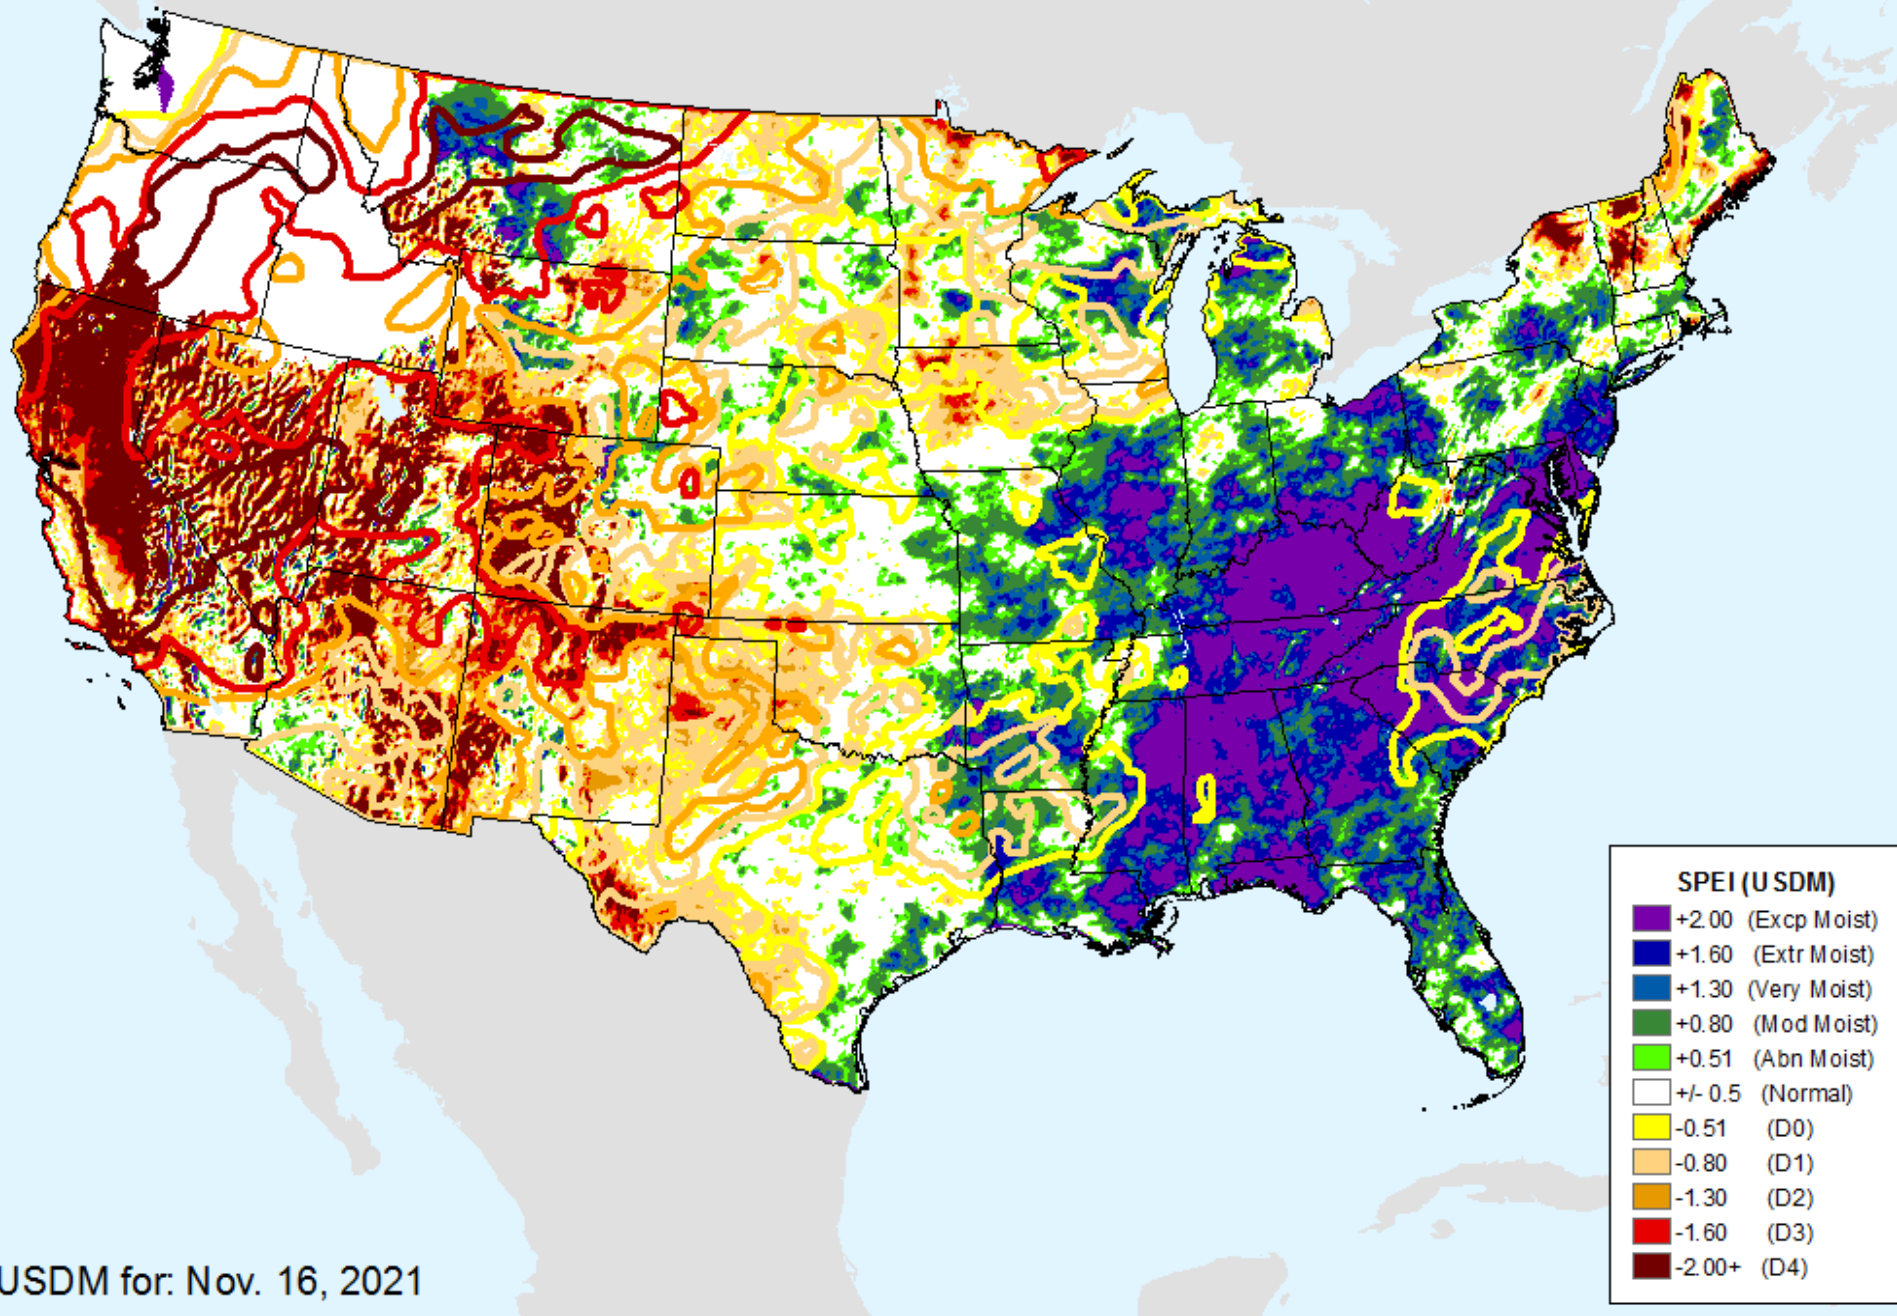 SPEI (USDM)
+2.00 (Excp Moist)
+1.60 (Extr Moist)
+1.30 (Very Moist)
+0.80 (Mod Moist)
+0.51 (Abn Moist)
+/- 0.5 (Normal)
-0.51 (D0)
-0.80 (D1)
-1.30 (D2)
-1.60 (D3)
-2.00+ (D4)
USDM for: Nov. 16, 2021